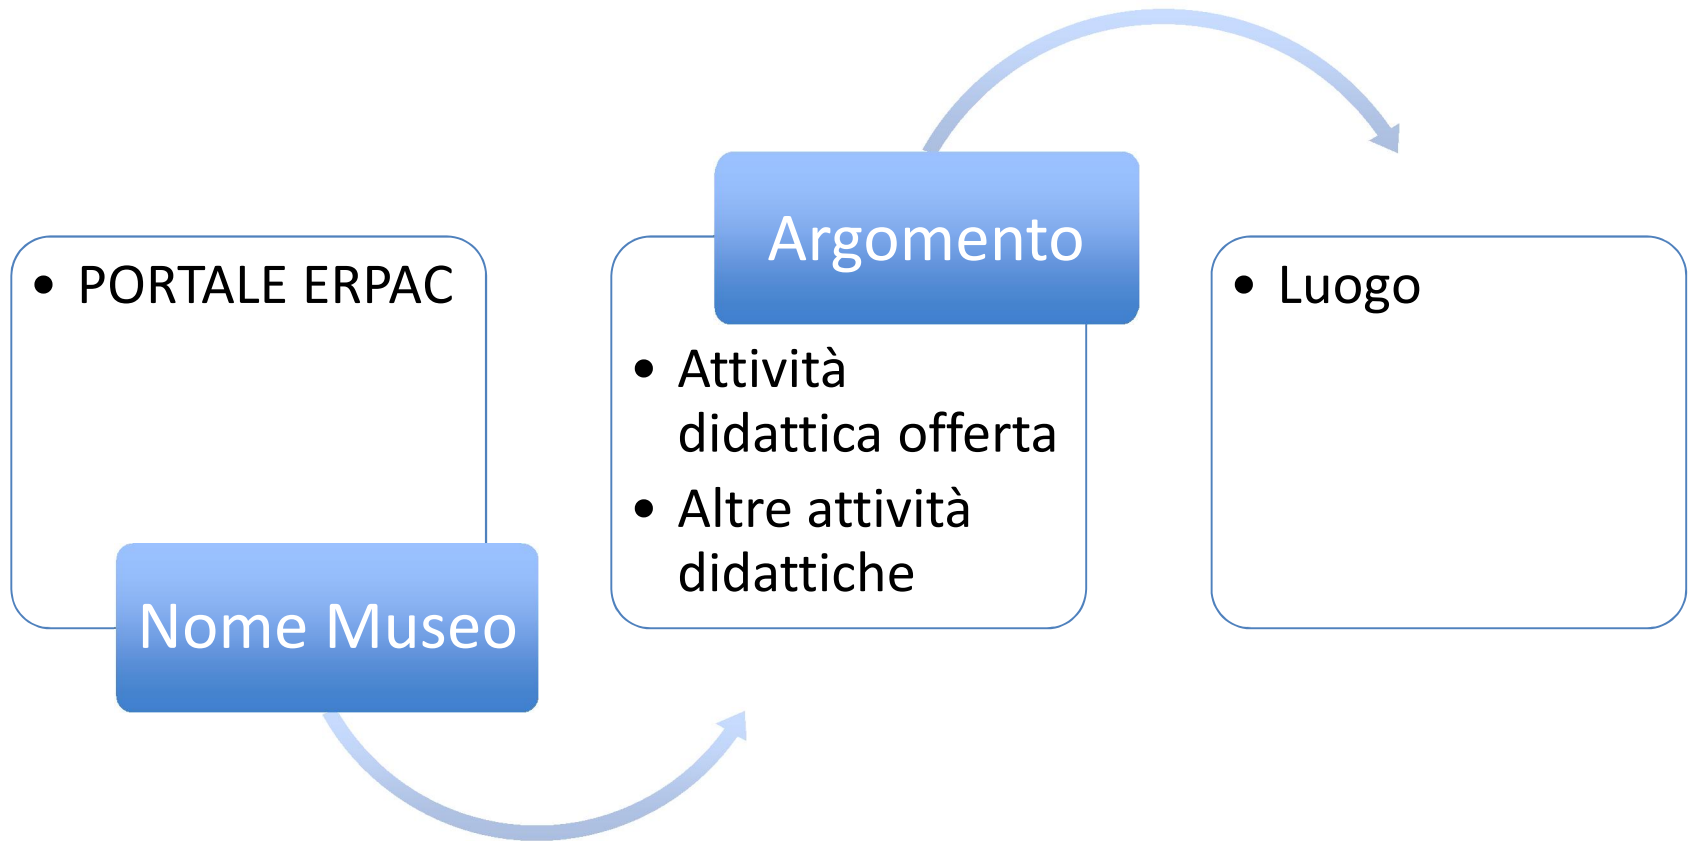 • PORTALE ERPAC
Nome Museo
Argomento
• Attività
didattica offerta
• Altre attività
didattiche
• Luogo